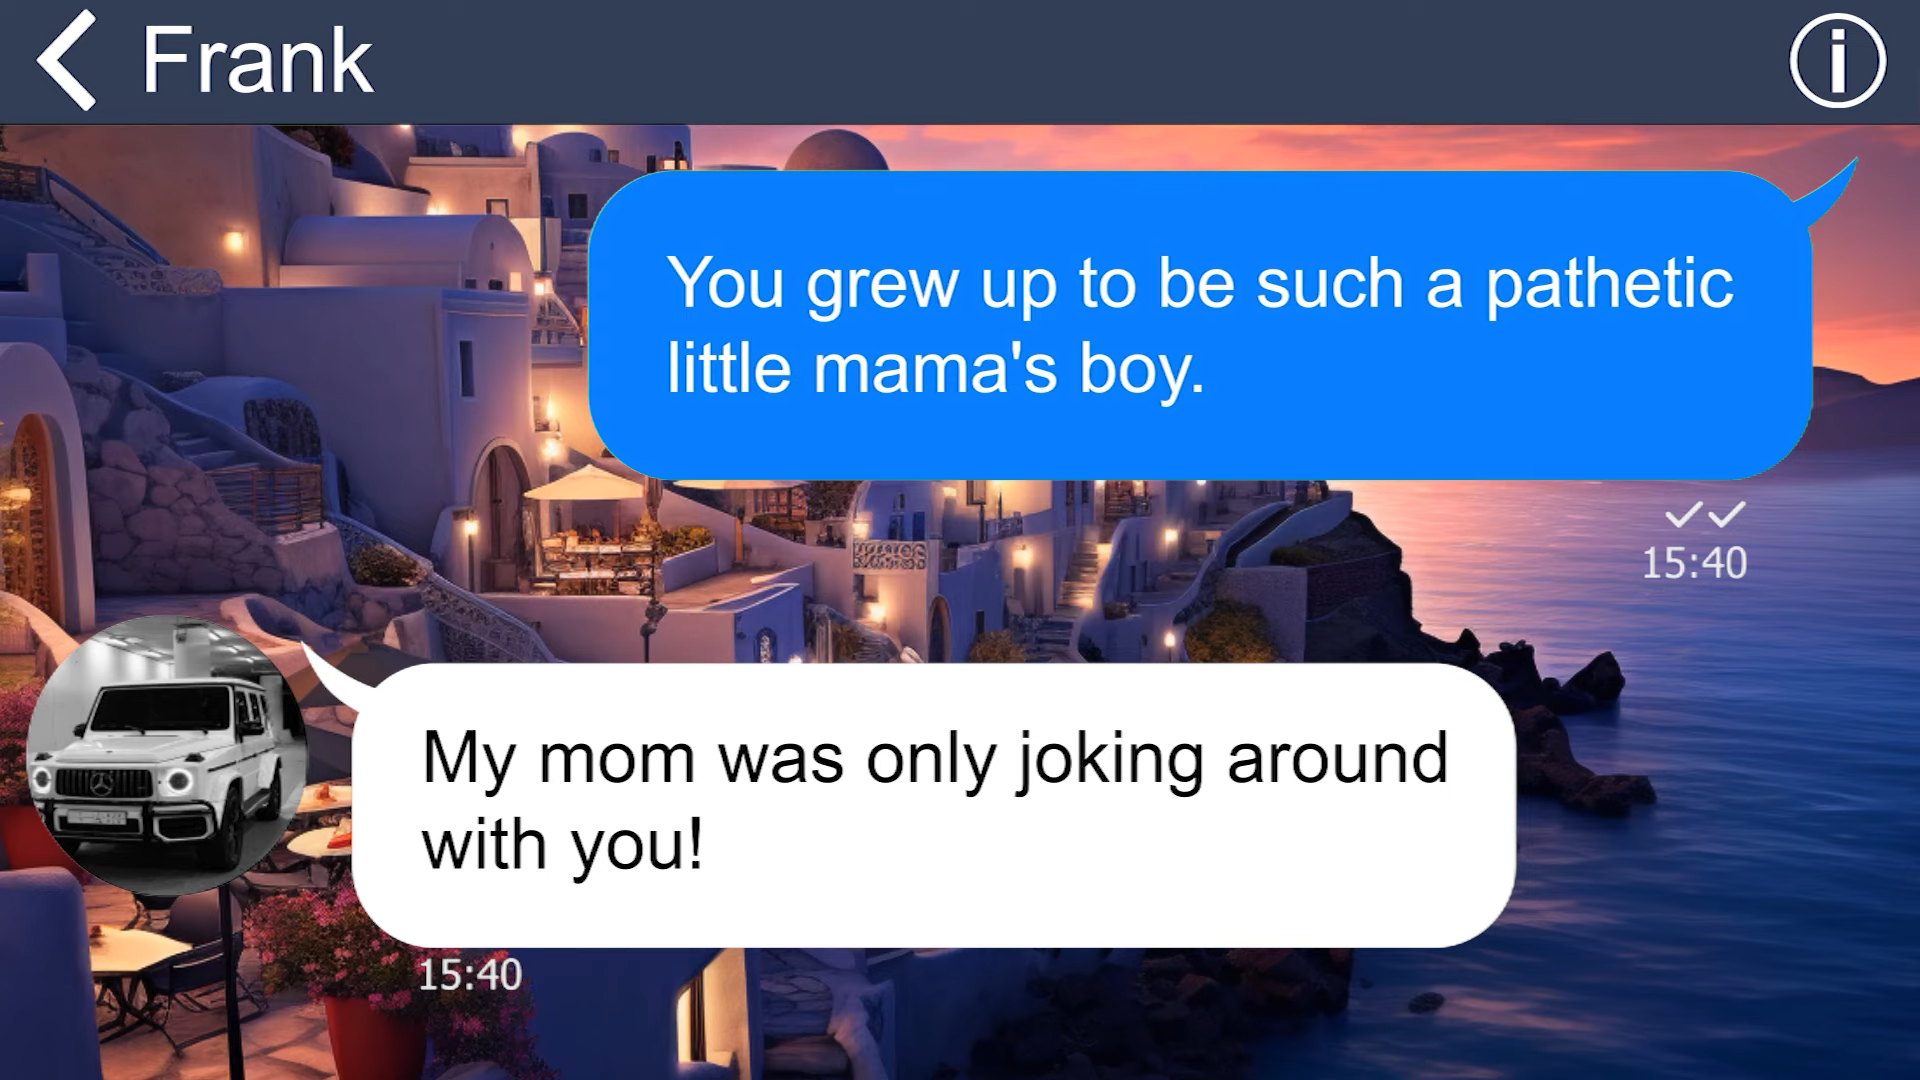 Frank
You grew up to be such a pathetic
little mama's boy.
15:40
My mom was only joking around
with you!
15:40